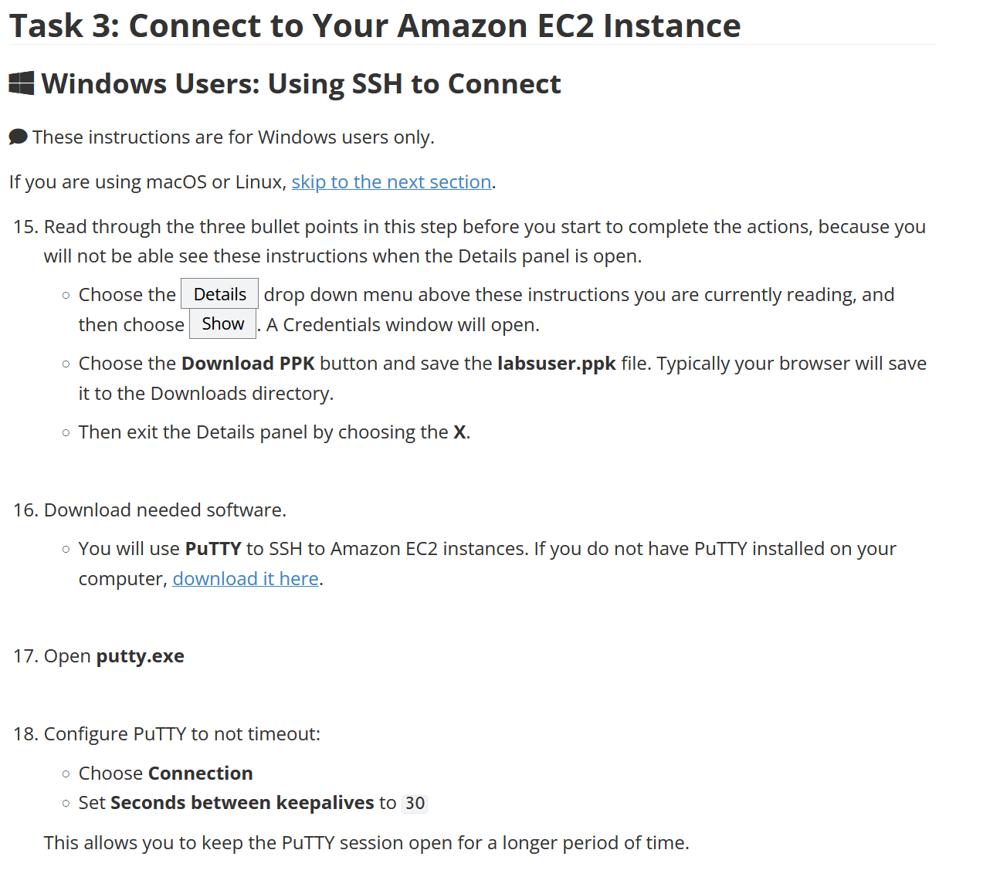 Task 3: Connect to Your Amazon EC2 Instance
Windows Users: Using SSH to Connect
These instructions are for Windows users only.
If you are using macOS or Linux, skip to the next section.
15. Read through the three bullet points in this step before you start to complete the actions, because you
will not be able see these instructions when the Details panel is open.
○ Choose the Details drop down menu above these instructions you are currently reading, and
then choose Show. A Credentials window will open.
○ Choose the Download PPK button and save the labsuser.ppk file. Typically your browser will save
it to the Downloads directory.
○ Then exit the Details panel by choosing the X.
16. Download needed software.
○ You will use PuTTY to SSH to Amazon EC2 instances. If you do not have PuTTY installed on your
computer, download it here.
17. Open putty.exe
18. Configure PuTTY to not timeout:
○ Choose Connection
○ Set Seconds between keepalives to 30
This allows you to keep the PuTTY session open for a longer period of time.